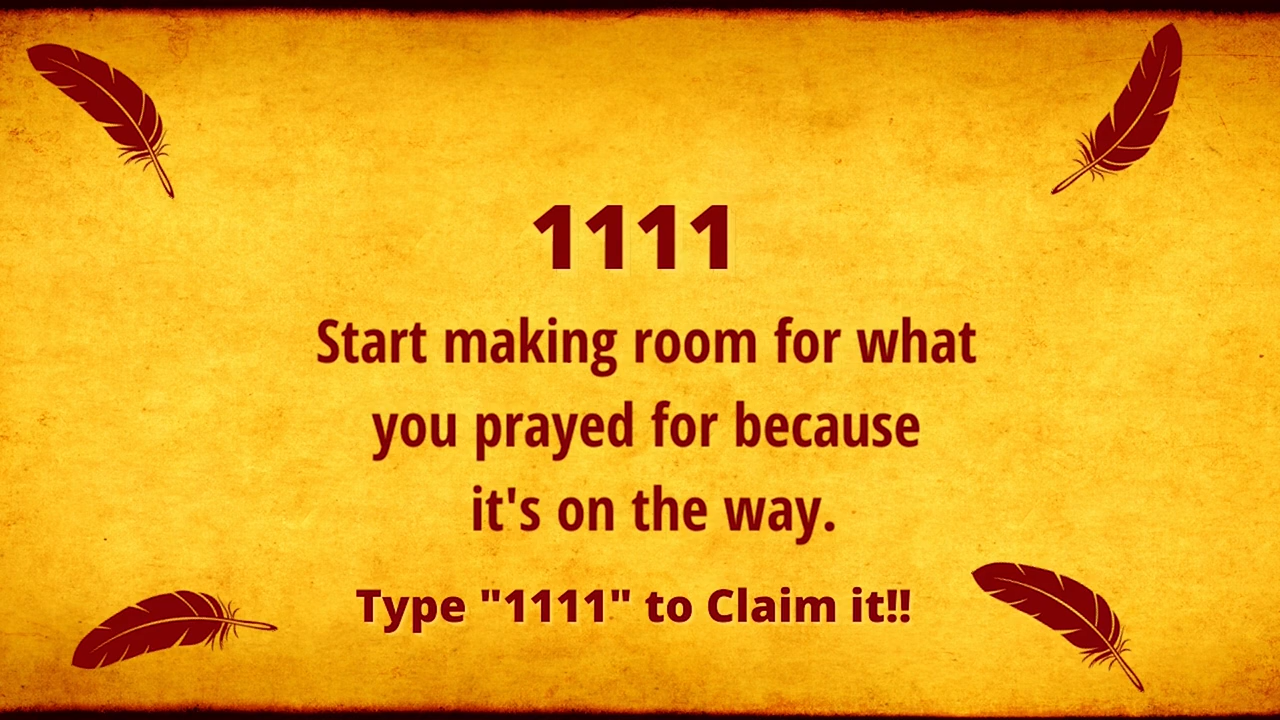 1111
Start making room for what
you prayed for because
it's on the way.
Type "1111" to Claim it!!